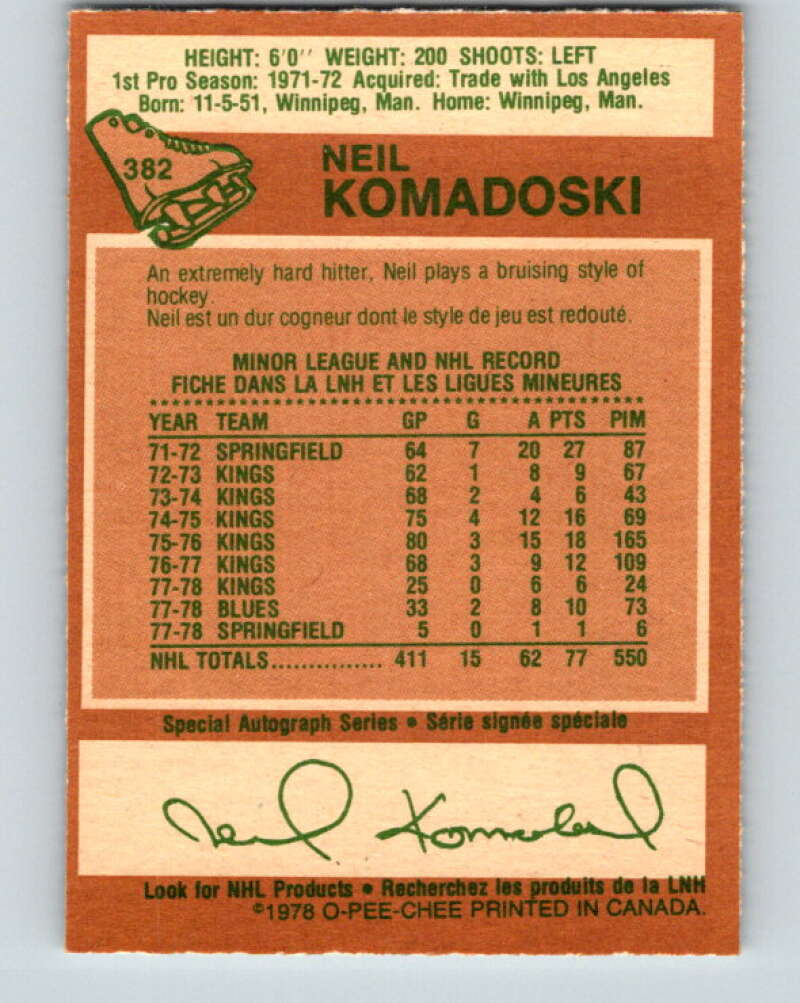 HEIGHT: 6'0'' WEIGHT: 200 SHOOTS: LEFT
1st Pro Season: 1971-72 Acquired: Trade with Los Angeles
Born: 11-5-51, Winnipeg, Man. Home: Winnipeg, Man.
382
NEIL
KOMADOSKI
An extremely hard hitter, Neil plays a bruising style of
hockey.
Neil est un dur cogneur dont le style de jeu est redouté.
MINOR LEAGUE AND NHL RECORD
FICHE DANS LA LNH ET LES LIGUES MINEURES
YEAR TEAM GP G A PTS PIM
71-72 SPRINGFIELD 64 7 20 27 87
72-73 KINGS 62 1 8 9 67
73-74 KINGS 68 2 4 6 43
74-75 KINGS 75 4 12 16 69
75-76 KINGS 80 3 15 18 165
76-77 KINGS 68 3 9 12 109
77-78 KINGS 25 0 6 6 24
77-78 BLUES 33 2 8 10 73
77-78 SPRINGFIELD 5 0 1 1 6
NHL TOTALS............... 411 15 62 77 550
Special Autograph Series • Série signée spéciale
Neil Komadoski
Look for NHL Products • Recherchez les produits de la LNH
©1978 O-PEE-CHEE PRINTED IN CANADA.